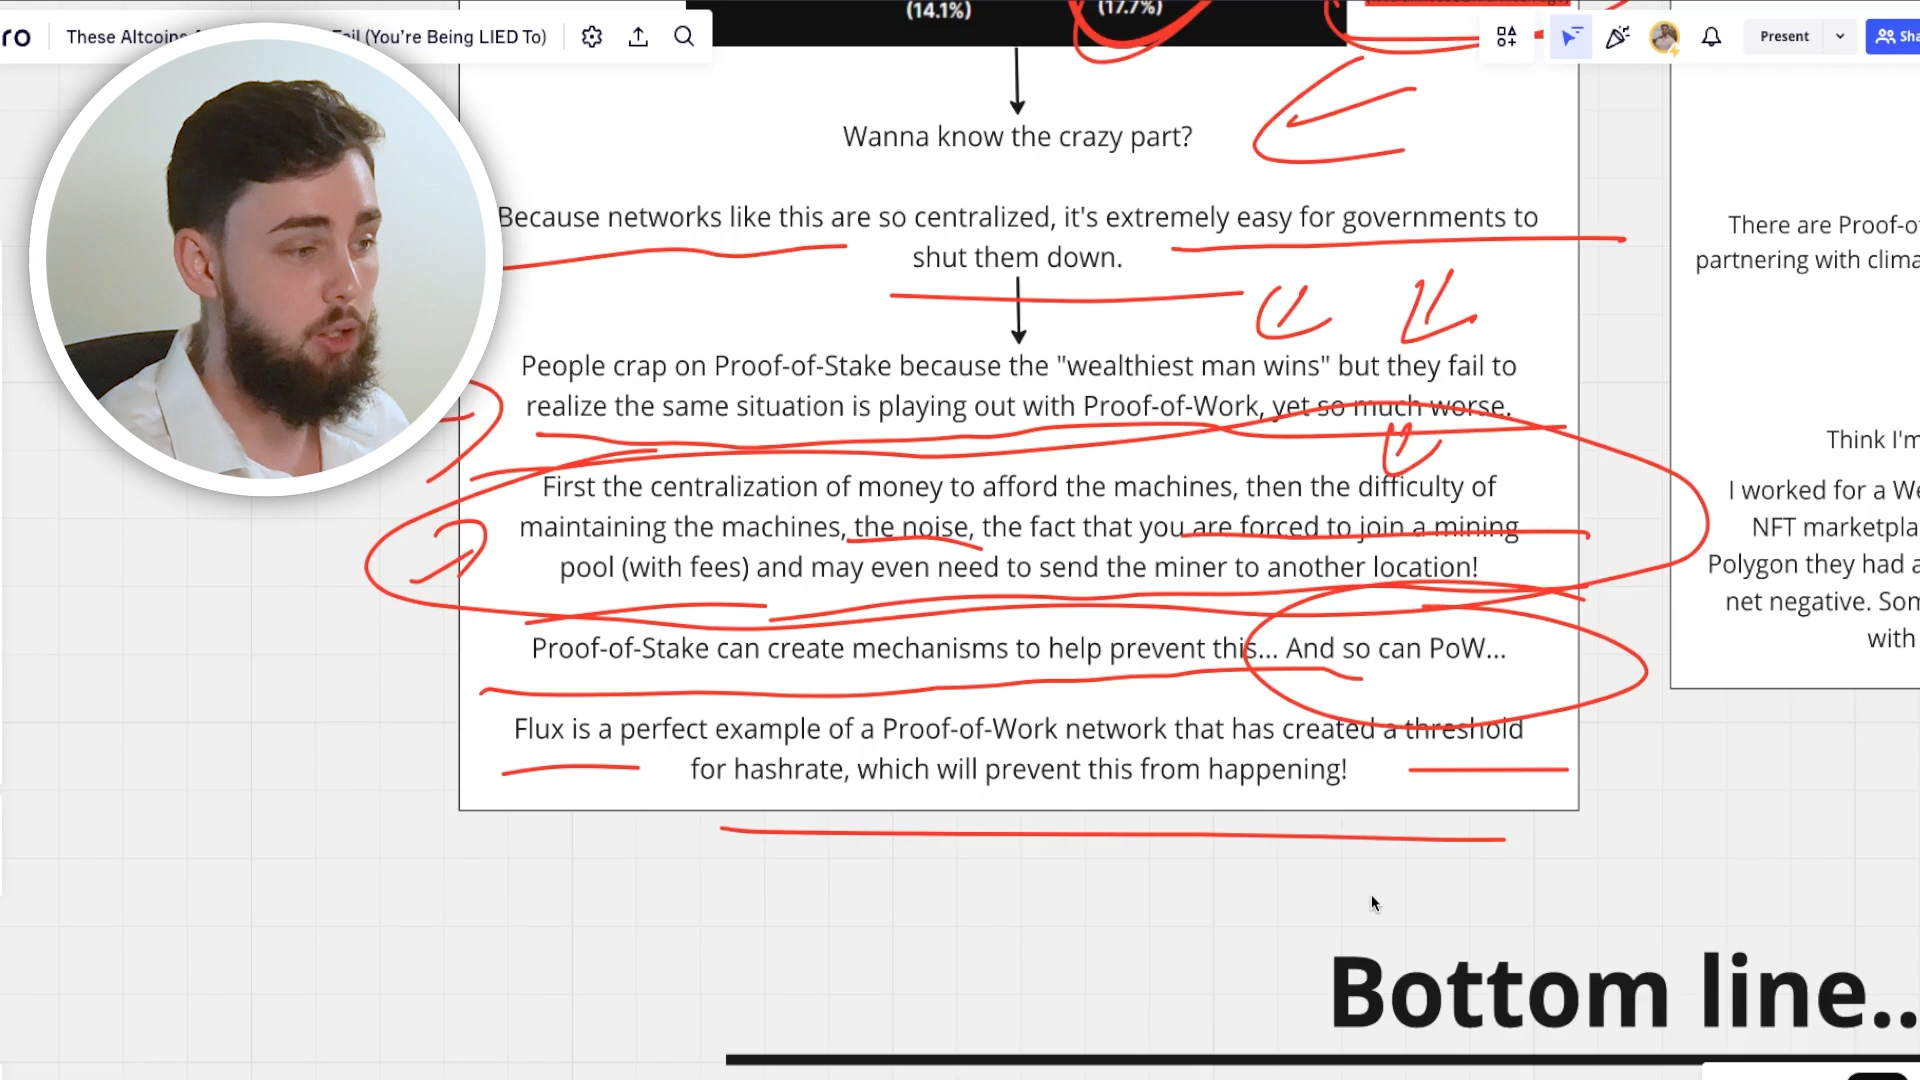 (14.1%)
(17.7%)
ro
These Altcoins
Fail (You're Being LIED To)
Present
Sha
Wanna know the crazy part?
Because networks like this are so centralized, it's extremely easy for governments to
shut them down.
People crap on Proof-of-Stake because the "wealthiest man wins" but they fail to
realize the same situation is playing out with Proof-of-Work, yet so much worse.
First the centralization of money to afford the machines, then the difficulty of
maintaining the machines, the noise, the fact that you are forced to join a mining
pool (with fees) and may even need to send the miner to another location!
Proof-of-Stake can create mechanisms to help prevent this... And so can PoW...
Flux is a perfect example of a Proof-of-Work network that has created a threshold
for hashrate, which will prevent this from happening!
There are Proof-o
partnering with clima
Think I'm
I worked for a We
NFT marketpla
Polygon they had a
net negative. Som
with
Bottom line..